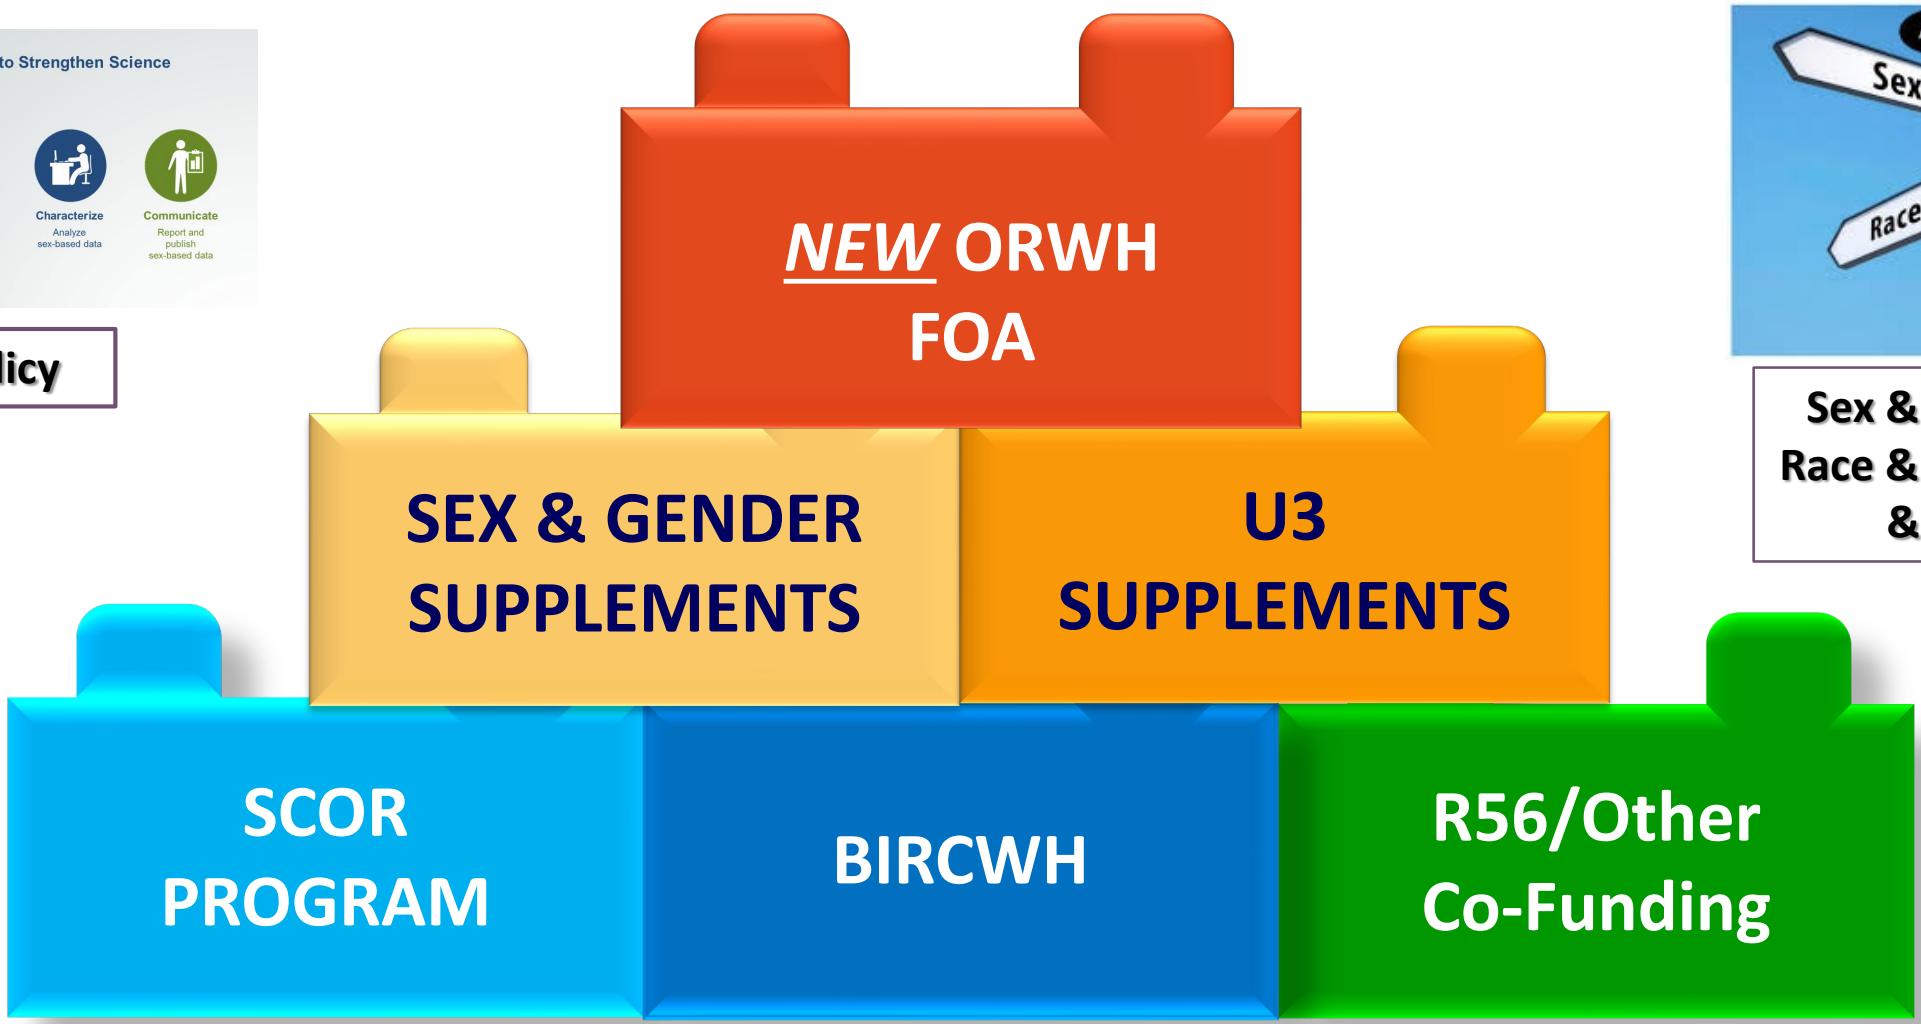 to Strengthen Science
Characterize
Analyze
sex-based data
Communicate
Report and
publish
sex-based data
Sex
Race
NEW ORWH
FOA
Sex &
Race &
&
SEX & GENDER
SUPPLEMENTS
U3
SUPPLEMENTS
SCOR
PROGRAM
BIRCWH
R56/Other
Co-Funding